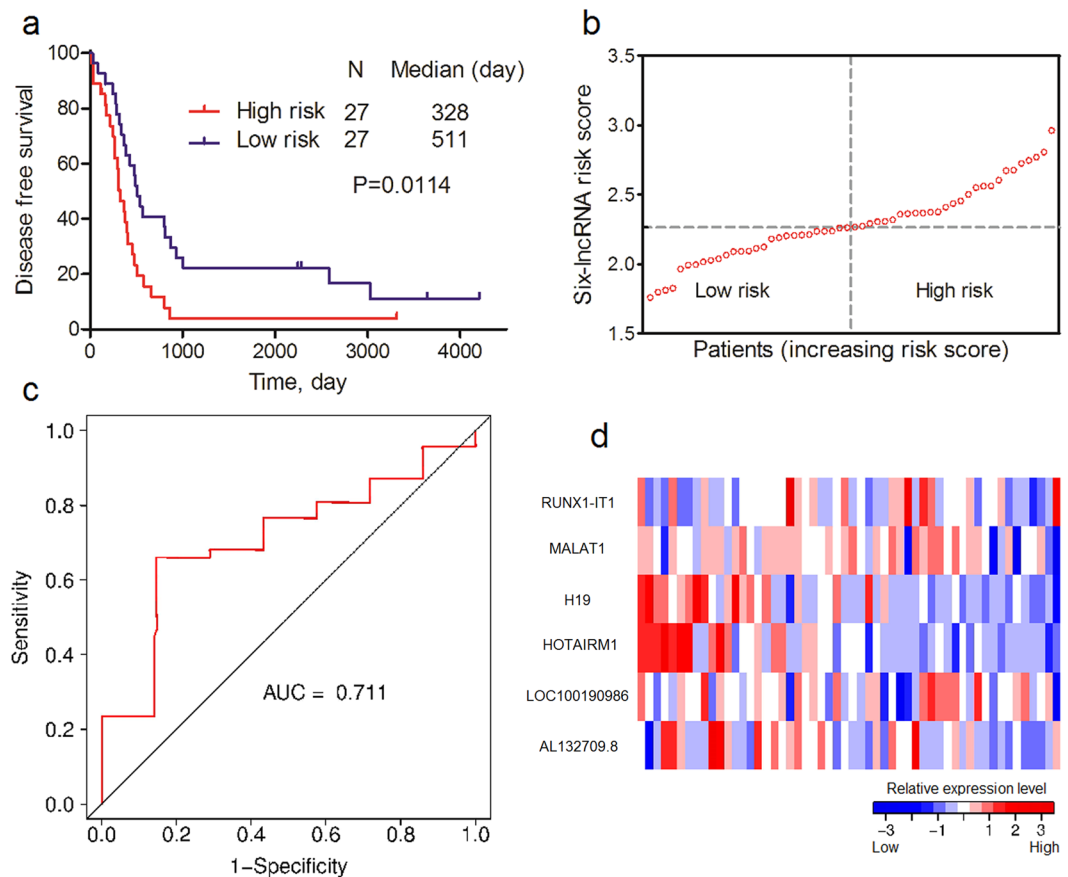 a
100
80
60
40
20
0
Disease free survival
N Median (day)
High risk 27 328
Low risk 27 511
P=0.0114
0 1000 2000 3000 4000
Time, day
b
3.5
3.0
2.5
2.0
1.5
Six-lncRNA risk score
Low risk High risk
Patients (increasing risk score)
c
1.0
0.8
0.6
0.4
0.2
0.0
Sensitivity
AUC = 0.711
0.0 0.2 0.4 0.6 0.8 1.0
1-Specificity
d
RUNX1-IT1
MALAT1
H19
HOTAIRM1
LOC100190986
AL132709.8
Relative expression level
-3 -1 1 2 3
Low High